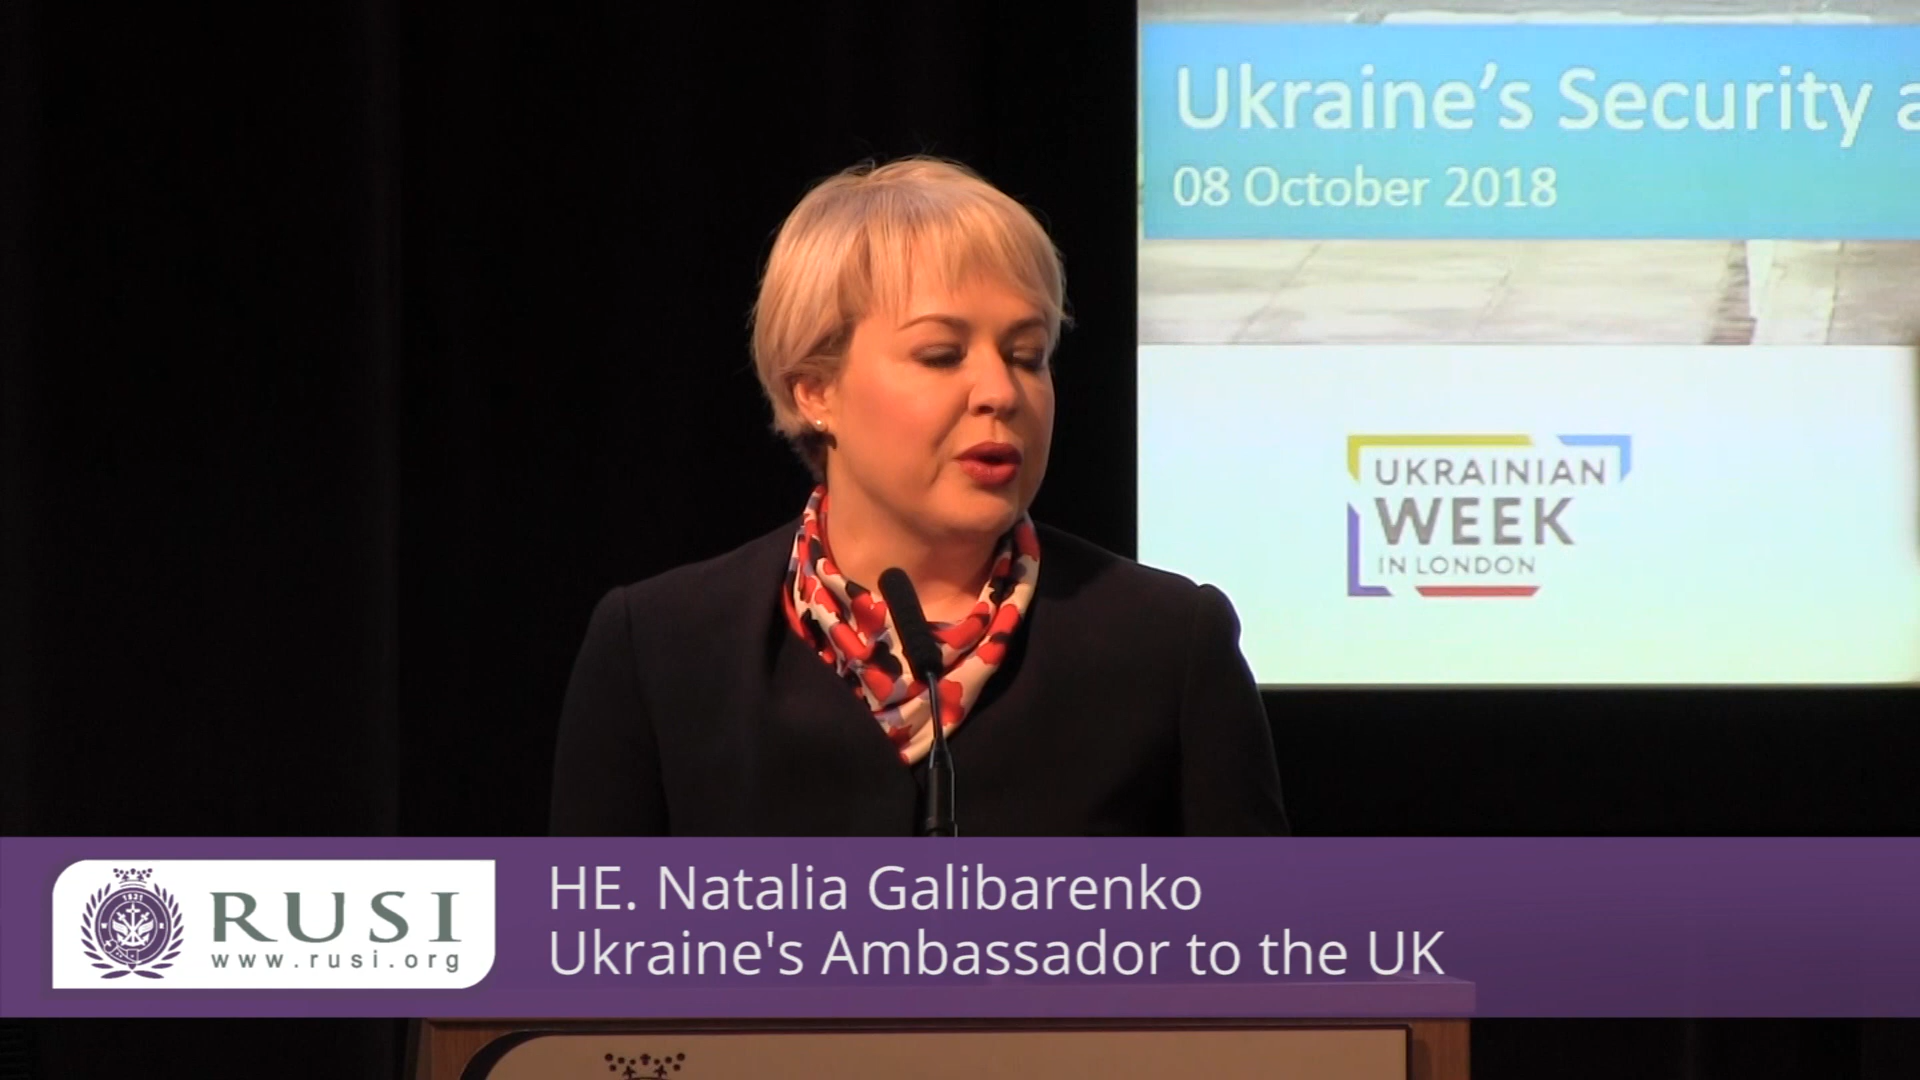 Ukraine's Security a
08 October 2018
UKRAINIAN
WEEK
IN LONDON
RUSI
www.rusi.org
HE. Natalia Galibarenko
Ukraine's Ambassador to the UK